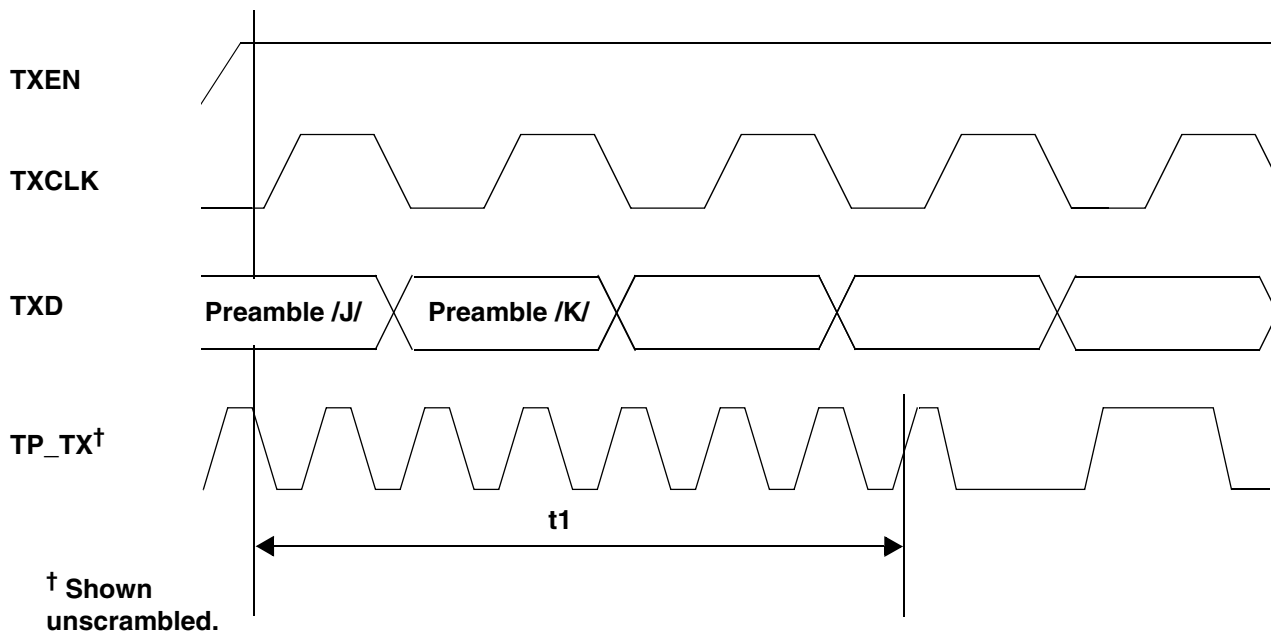 TXEN
TXCLK
TXD
Preamble /J/
Preamble /K/
TP_TX†
t1
† Shown
unscrambled.